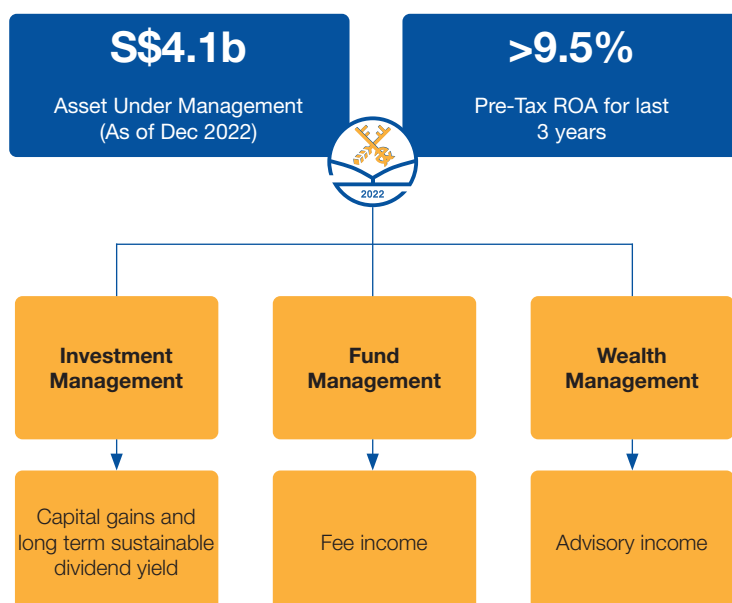 S$4.1b
Asset Under Management
(As of Dec 2022)
>9.5%
Pre-Tax ROA for last
3 years
2022
Investment
Management
Fund
Management
Wealth
Management
Capital gains and
long term sustainable
dividend yield
Fee income
Advisory income